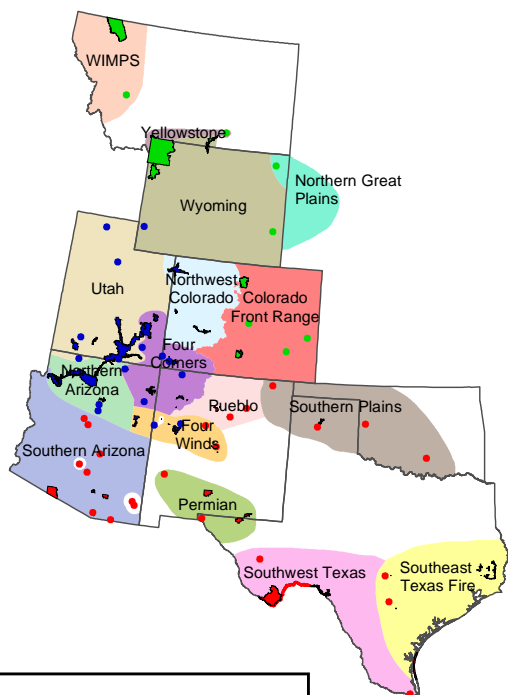 WIMPS
Yellowstone
Northern Great
Plains
Wyoming
Northwest
Colorado
Utah
Colorado
Front Range
Four
Corners
Northern
Arizona
Rueblo
Southern Plains
Four
Winds
Southern Arizona
Permian
Southwest Texas
Southeast
Texas Fire